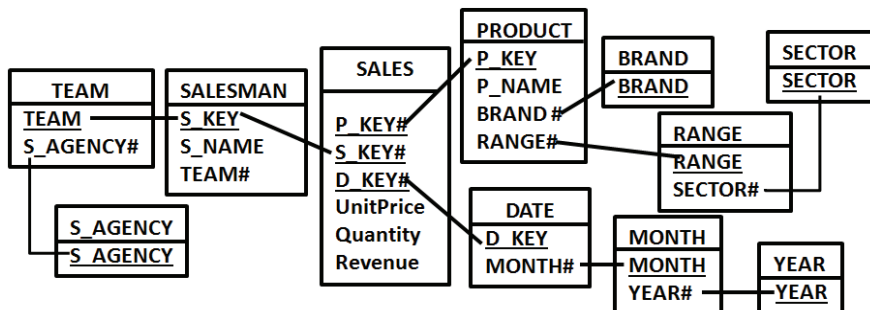 TEAM
TEAM
S_AGENCY#
S_AGENCY
S_AGENCY
SALESMAN
S_KEY
S_NAME
TEAM#
SALES
P_KEY#
S_KEY#
D_KEY#
UnitPrice
Quantity
Revenue
PRODUCT
P_KEY
P_NAME
BRAND#
RANGE#
BRAND
BRAND
SECTOR
SECTOR
RANGE
RANGE
SECTOR#
DATE
D_KEY
MONTH#
MONTH
MONTH
YEAR#
YEAR
YEAR